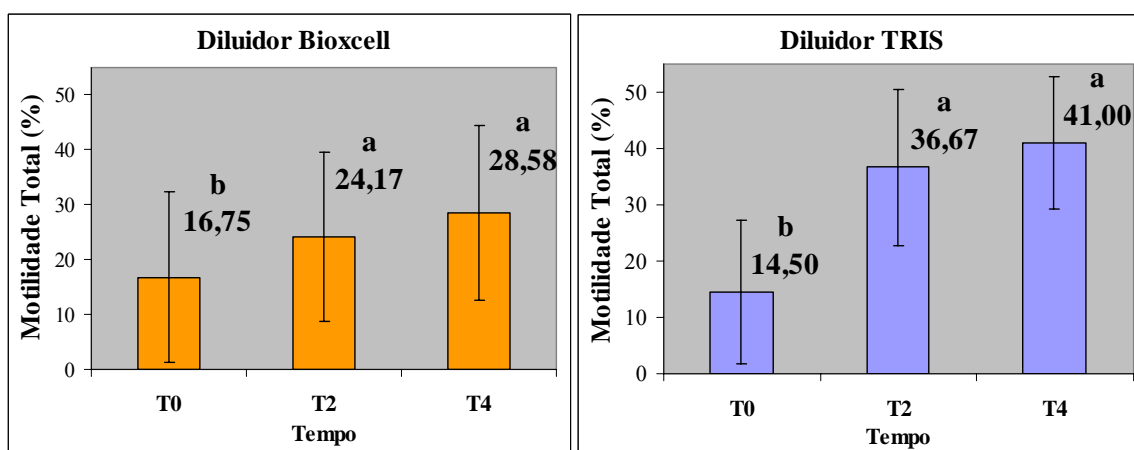 Diluidor Bioxcell
Motilidade Total (%)
50
40
30
20
10
0
b
16,75
a
24,17
a
28,58
T0
T2
T4
Tempo
Diluidor TRIS
Motilidade Total (%)
50
40
30
20
10
0
b
14,50
a
36,67
a
41,00
T0
T2
T4
Tempo